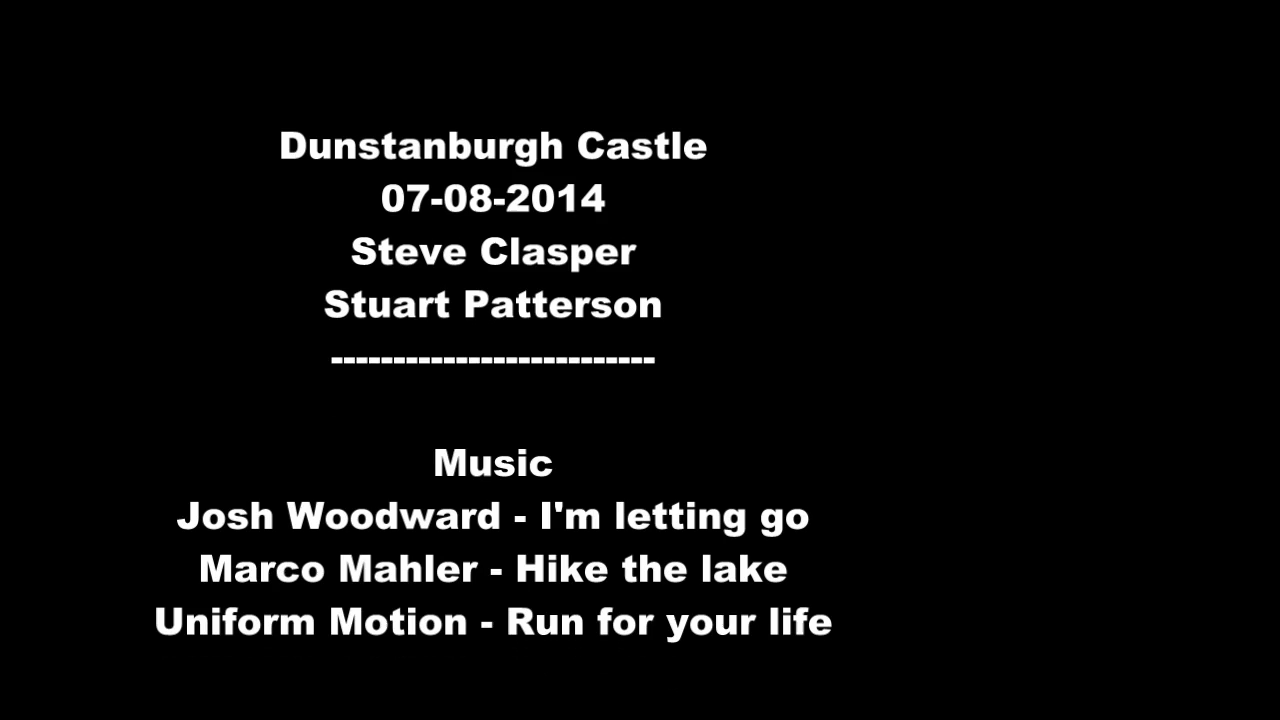 Dunstanburgh Castle
07-08-2014
Steve Clasper
Stuart Patterson
--------------------------
Music
Josh Woodward - I'm letting go
Marco Mahler - Hike the lake
Uniform Motion - Run for your life